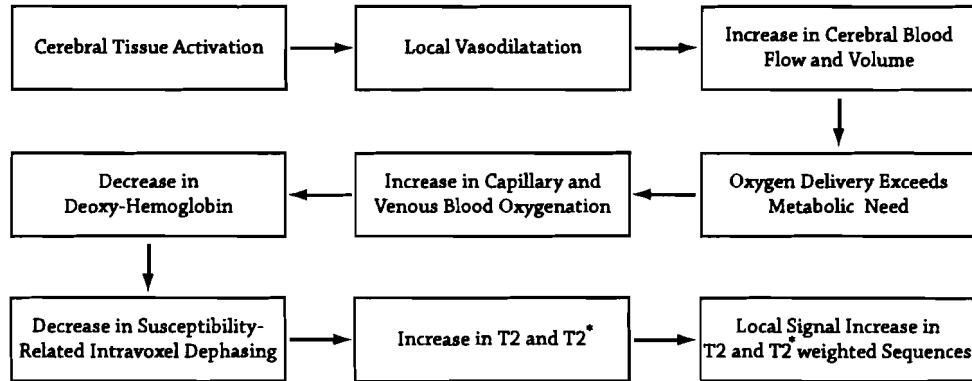 Cerebral Tissue Activation
Local Vasodilatation
Increase in Cerebral Blood
Flow and Volume
Oxygen Delivery Exceeds
Metabolic Need
Increase in Capillary and
Venous Blood Oxygenation
Decrease in
Deoxy-Hemoglobin
Decrease in Susceptibility-
Related Intravoxel Dephasing
Increase in T2 and T2*
Local Signal Increase in
T2 and T2* weighted Sequences